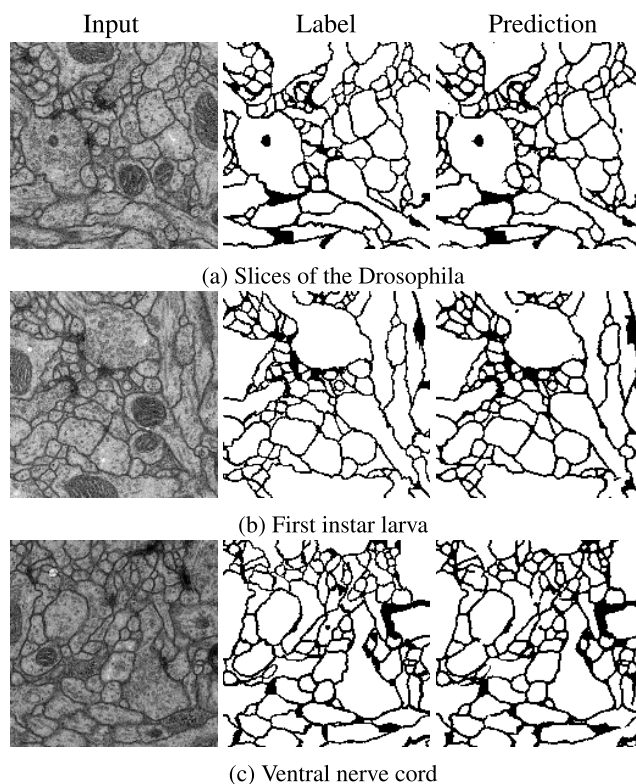 Input Label Prediction
(a) Slices of the Drosophila
(b) First instar larva
(c) Ventral nerve cord